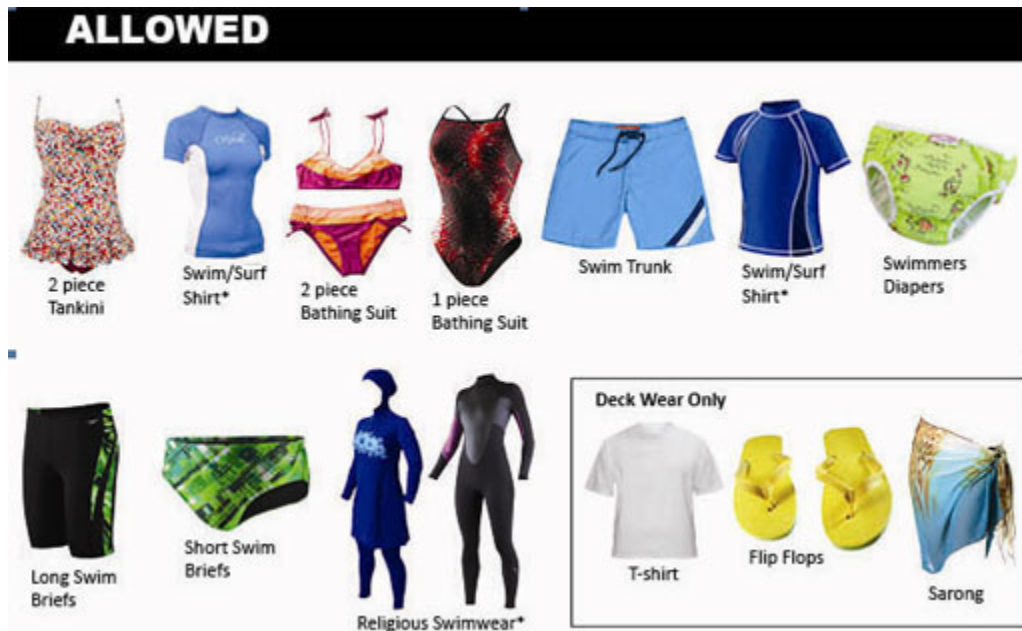 ALLOWED
2 piece
Tankini
Swim/Surf
Shirt*
2 piece
Bathing Suit
1 piece
Bathing Suit
Swim Trunk
Swim/Surf
Shirt*
Swimmers
Diapers
Long Swim
Briefs
Short Swim
Briefs
Religious Swimwear*
Deck Wear Only
T-shirt
Flip Flops
Sarong